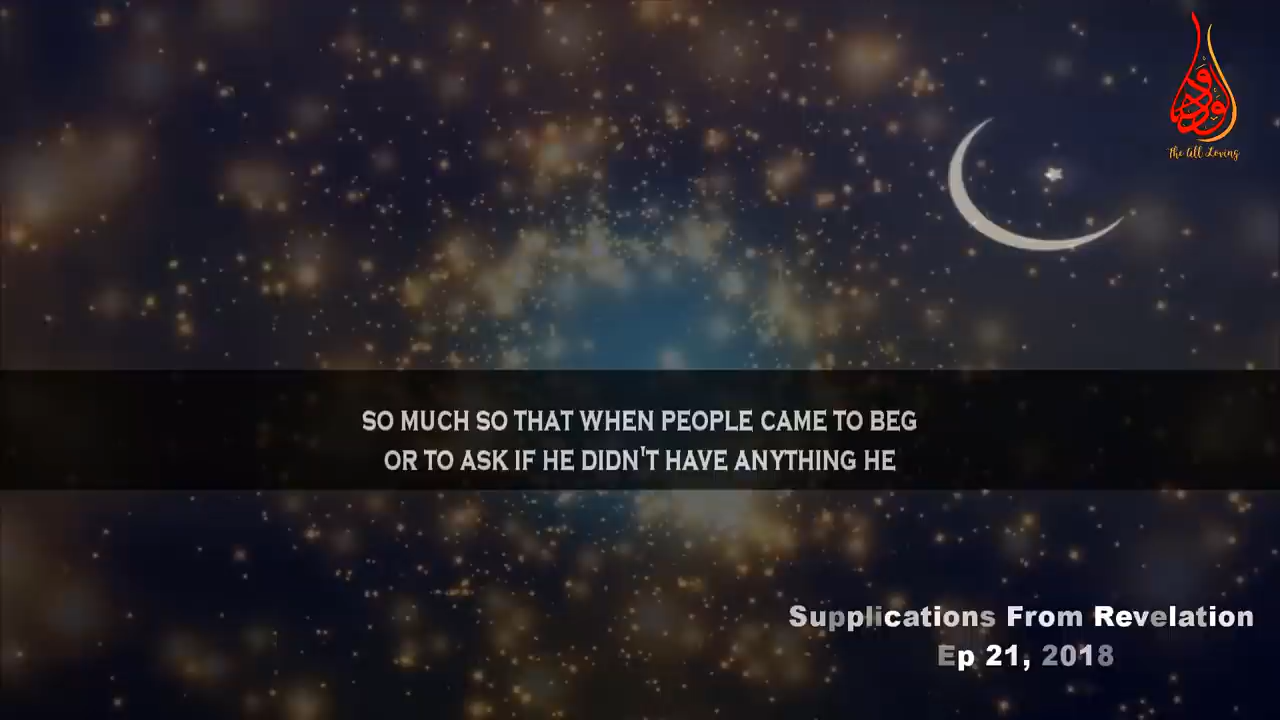 ودود
The All Loving
SO MUCH SO THAT WHEN PEOPLE CAME TO BEG
OR TO ASK IF HE DIDN'T HAVE ANYTHING HE
Supplications From Revelation
Ep 21, 2018